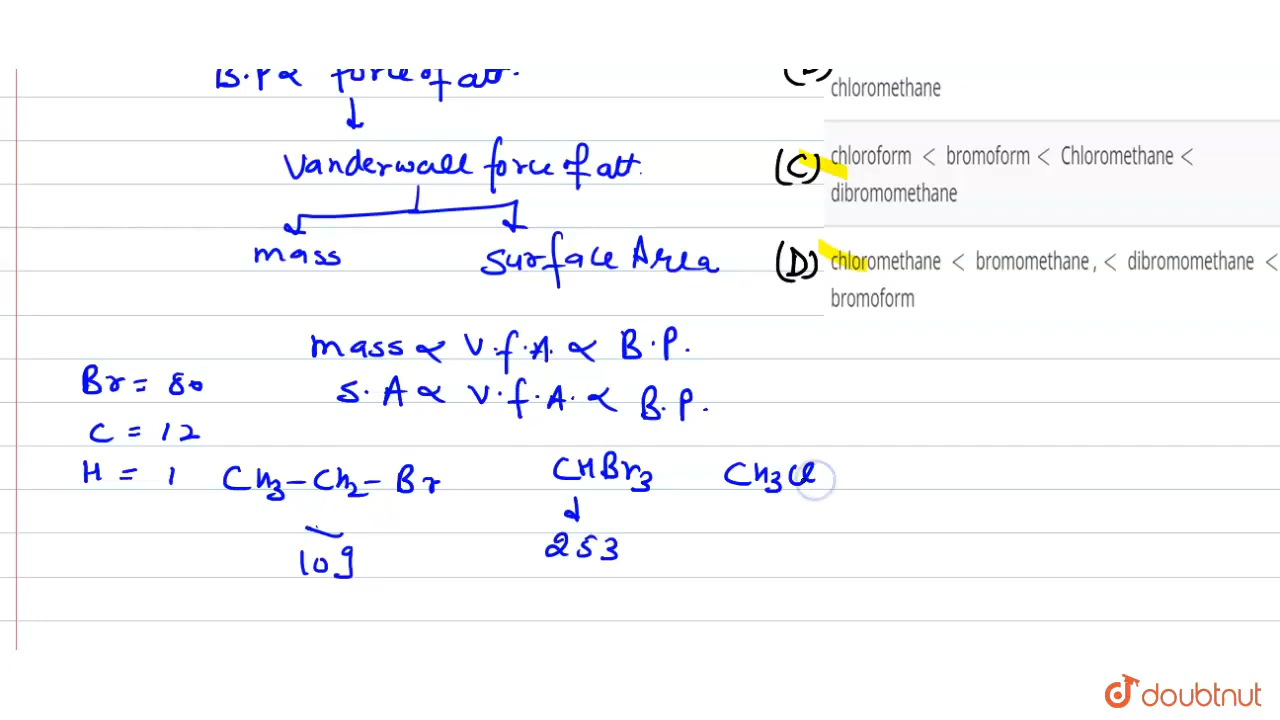 B.P ∝ force of att.
↓
Vanderwall force of att.
mass surface Area
mass ∝ V.f.A. ∝ B.P.
S.A ∝ V.f.A. ∝ B.P.
Br = 80
C = 12
H = 1
CH3-CH2-Br CHBr3 CH3Cl
109 253
chloromethane
(C) chloroform < bromoform < Chloromethane <
dibromomethane
(D) chloromethane < bromomethane, < dibromomethane <
bromoform
doubtnut